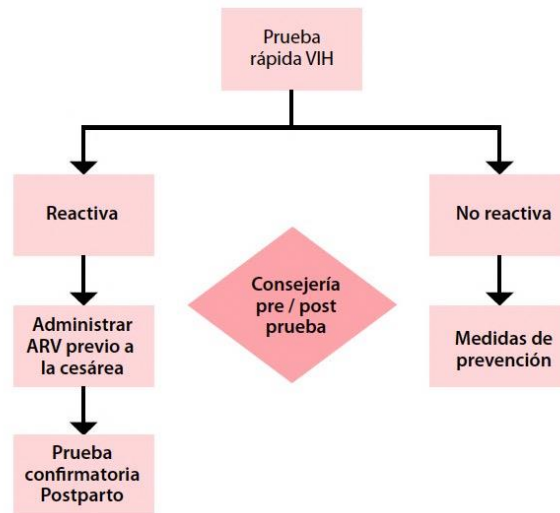 Prueba
rápida VIH
Reactiva
No reactiva
Consejería
pre / post
prueba
Administrar
ARV previo a
la cesárea
Medidas de
prevención
Prueba
confirmatoria
Postparto